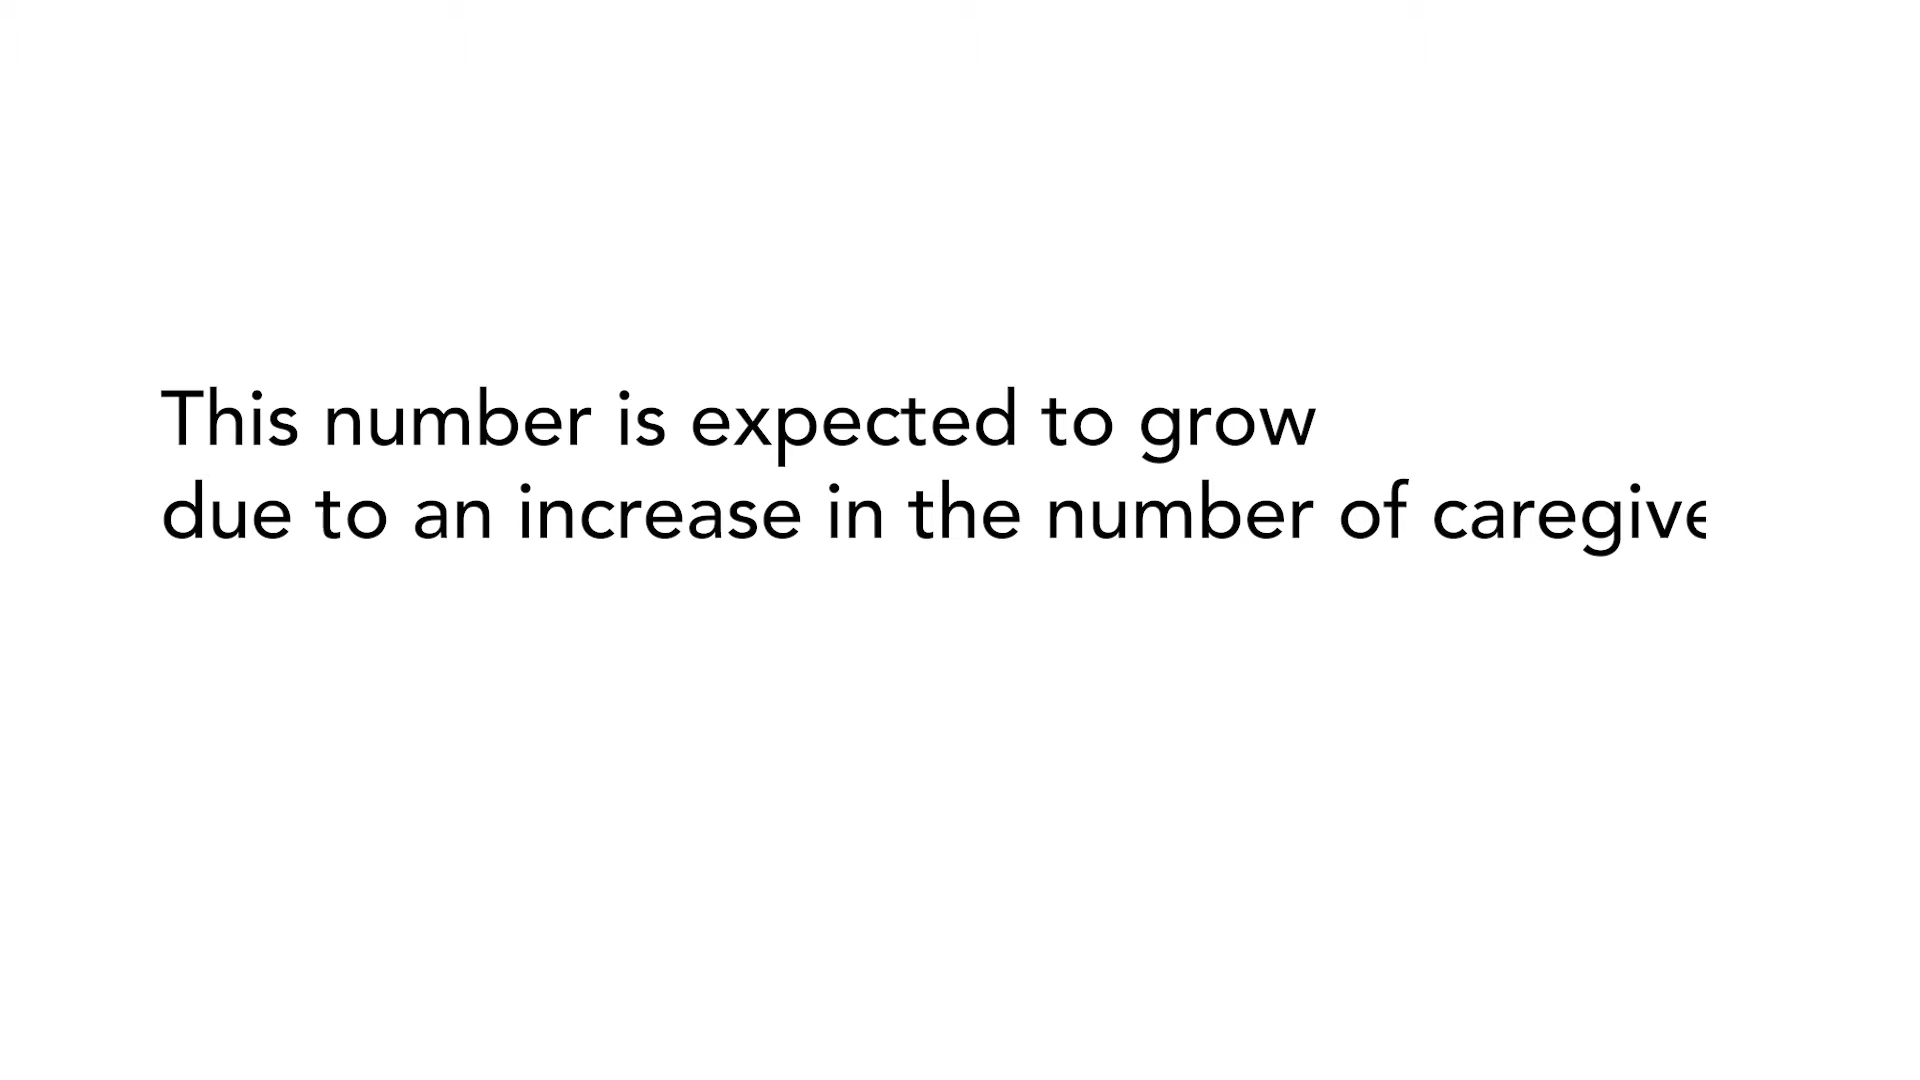 This number is expected to grow
due to an increase in the number of caregive